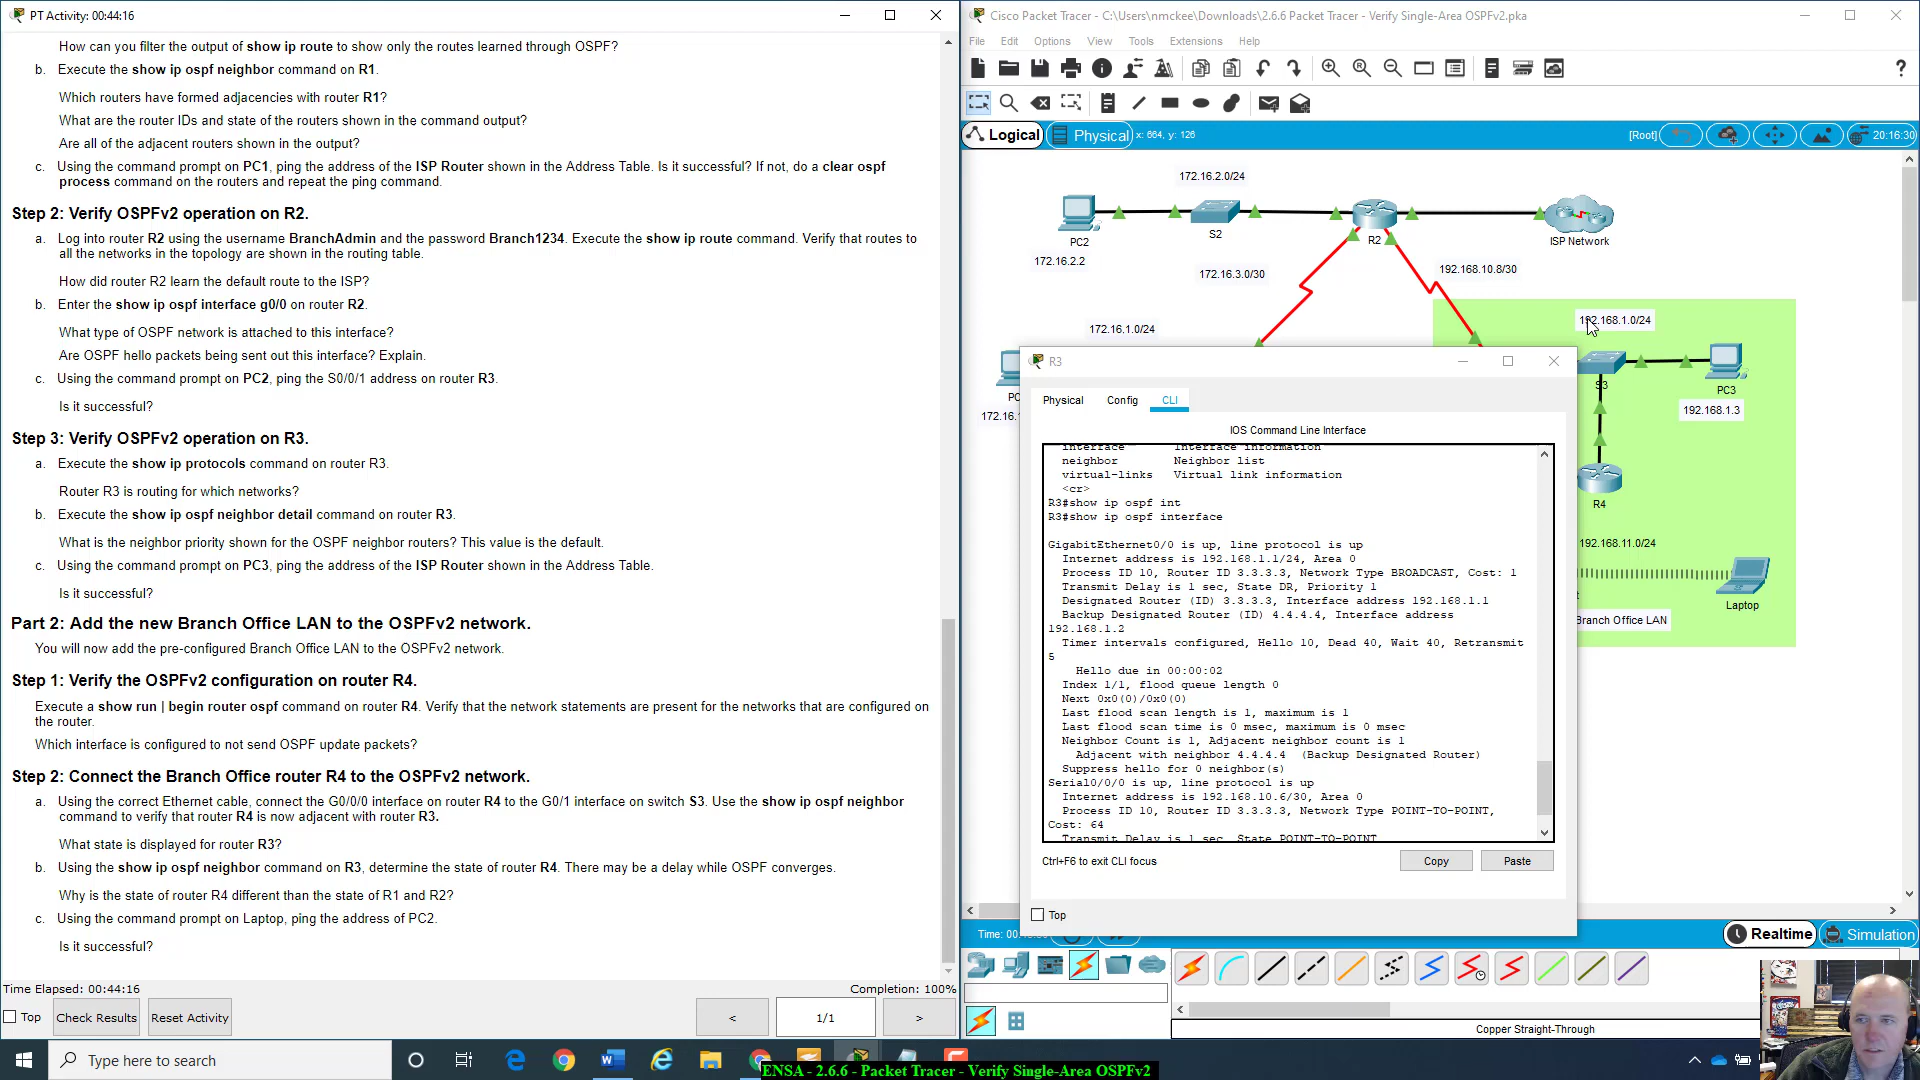 PT Activity: 00:44:16
How can you filter the output of show ip route to show only the routes learned through OSPF?
b. Execute the show ip ospf neighbor command on R1.
Which routers have formed adjacencies with router R1?
What are the router IDs and state of the routers shown in the command output?
Are all of the adjacent routers shown in the output?
c. Using the command prompt on PC1, ping the address of the ISP Router shown in the Address Table. Is it successful? If not, do a clear ospf
process command on the routers and repeat the ping command.
Step 2: Verify OSPFv2 operation on R2.
a. Log into router R2 using the username BranchAdmin and the password Branch1234. Execute the show ip route command. Verify that routes to
all the networks in the topology are shown in the routing table.
How did router R2 learn the default route to the ISP?
b. Enter the show ip ospf interface g0/0 on router R2.
What type of OSPF network is attached to this interface?
Are OSPF hello packets being sent out this interface? Explain.
c. Using the command prompt on PC2, ping the S0/0/1 address on router R3.
Is it successful?
Step 3: Verify OSPFv2 operation on R3.
a. Execute the show ip protocols command on router R3.
Router R3 is routing for which networks?
b. Execute the show ip ospf neighbor detail command on router R3.
What is the neighbor priority shown for the OSPF neighbor routers? This value is the default.
c. Using the command prompt on PC3, ping the address of the ISP Router shown in the Address Table.
Is it successful?
Part 2: Add the new Branch Office LAN to the OSPFv2 network.
You will now add the pre-configured Branch Office LAN to the OSPFv2 network.
Step 1: Verify the OSPFv2 configuration on router R4.
Execute a show run | begin router ospf command on router R4. Verify that the network statements are present for the networks that are configured on
the router.
Which interface is configured to not send OSPF update packets?
Step 2: Connect the Branch Office router R4 to the OSPFv2 network.
a. Using the correct Ethernet cable, connect the G0/0/0 interface on router R4 to the G0/1 interface on switch S3. Use the show ip ospf neighbor
command to verify that router R4 is now adjacent with router R3.
What state is displayed for router R3?
b. Using the show ip ospf neighbor command on R3, determine the state of router R4. There may be a delay while OSPF converges.
Why is the state of router R4 different than the state of R1 and R2?
c. Using the command prompt on Laptop, ping the address of PC2.
Is it successful?
Time Elapsed: 00:44:16
Completion: 100%
Top
Check Results
Reset Activity
<
1/1
>
Cisco Packet Tracer - C:\Users\nmckee\Downloads\2.6.6 Packet Tracer - Verify Single-Area OSPFv2.pka
File Edit Options View Tools Extensions Help
?
Logical
Physical
x: 664, y: 126
[Root]
20:16:30
172.16.2.0/24
PC2
S2
R2
ISP Network
172.16.2.2
172.16.3.0/30
192.168.10.8/30
172.16.1.0/24
192.168.1.0/24
S3
PC3
192.168.1.3
R4
192.168.11.0/24
Laptop
Branch Office LAN
PC
172.16.
R3
Physical
Config
CLI
IOS Command Line Interface
interface Interface information
neighbor Neighbor list
virtual-links Virtual link information
<cr>
R3#show ip ospf int
R3#show ip ospf interface
GigabitEthernet0/0 is up, line protocol is up
Internet address is 192.168.1.1/24, Area 0
Process ID 10, Router ID 3.3.3.3, Network Type BROADCAST, Cost: 1
Transmit Delay is 1 sec, State DR, Priority 1
Designated Router (ID) 3.3.3.3, Interface address 192.168.1.1
Backup Designated Router (ID) 4.4.4.4, Interface address
192.168.1.2
Timer intervals configured, Hello 10, Dead 40, Wait 40, Retransmit
5
Hello due in 00:00:02
Index 1/1, flood queue length 0
Next 0x0(0)/0x0(0)
Last flood scan length is 1, maximum is 1
Last flood scan time is 0 msec, maximum is 0 msec
Neighbor Count is 1, Adjacent neighbor count is 1
Adjacent with neighbor 4.4.4.4 (Backup Designated Router)
Suppress hello for 0 neighbor(s)
Serial0/0/0 is up, line protocol is up
Internet address is 192.168.10.6/30, Area 0
Process ID 10, Router ID 3.3.3.3, Network Type POINT-TO-POINT,
Cost: 64
Transmit Delay is 1 sec, State POINT-TO-POINT
Ctrl+F6 to exit CLI focus
Copy
Paste
Top
Time: 00:
Realtime
Simulation
Copper Straight-Through
Type here to search
ENSA - 2.6.6 - Packet Tracer - Verify Single-Area OSPFv2